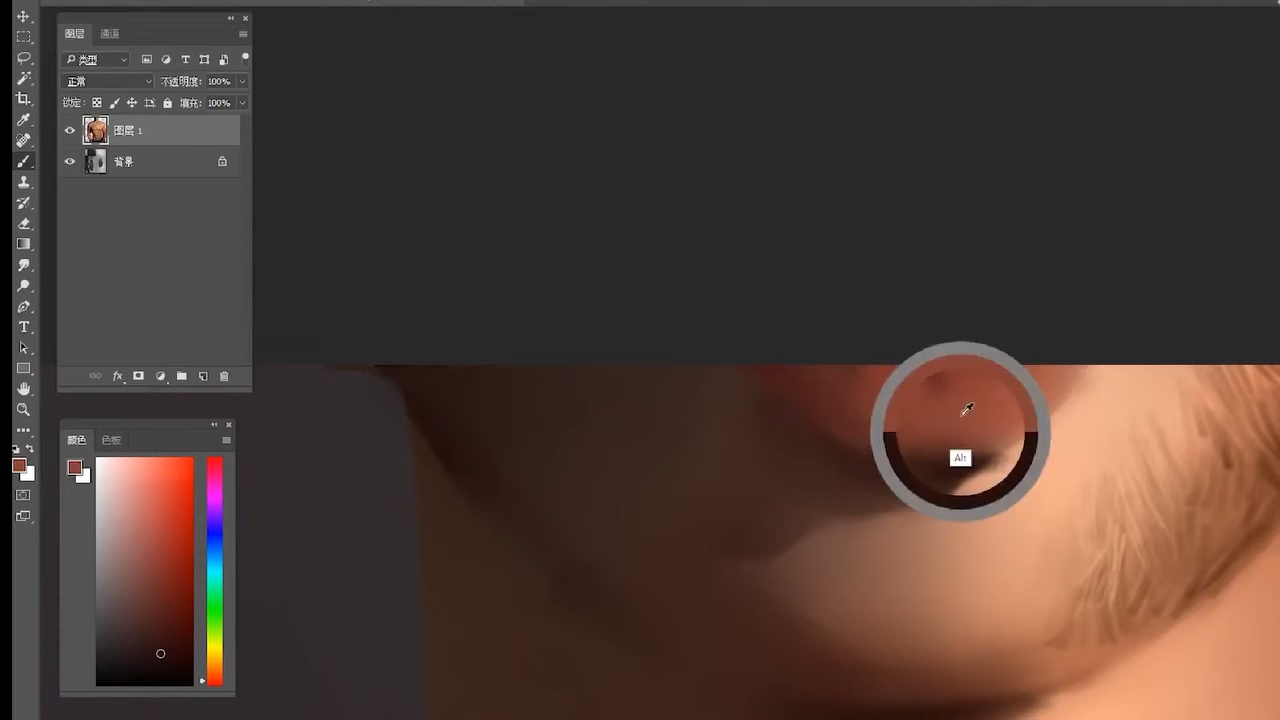 图层 通道
类型
正常 不透明度: 100%
锁定: 填充: 100%
图层 1
背景
fx
颜色 色板
Alt